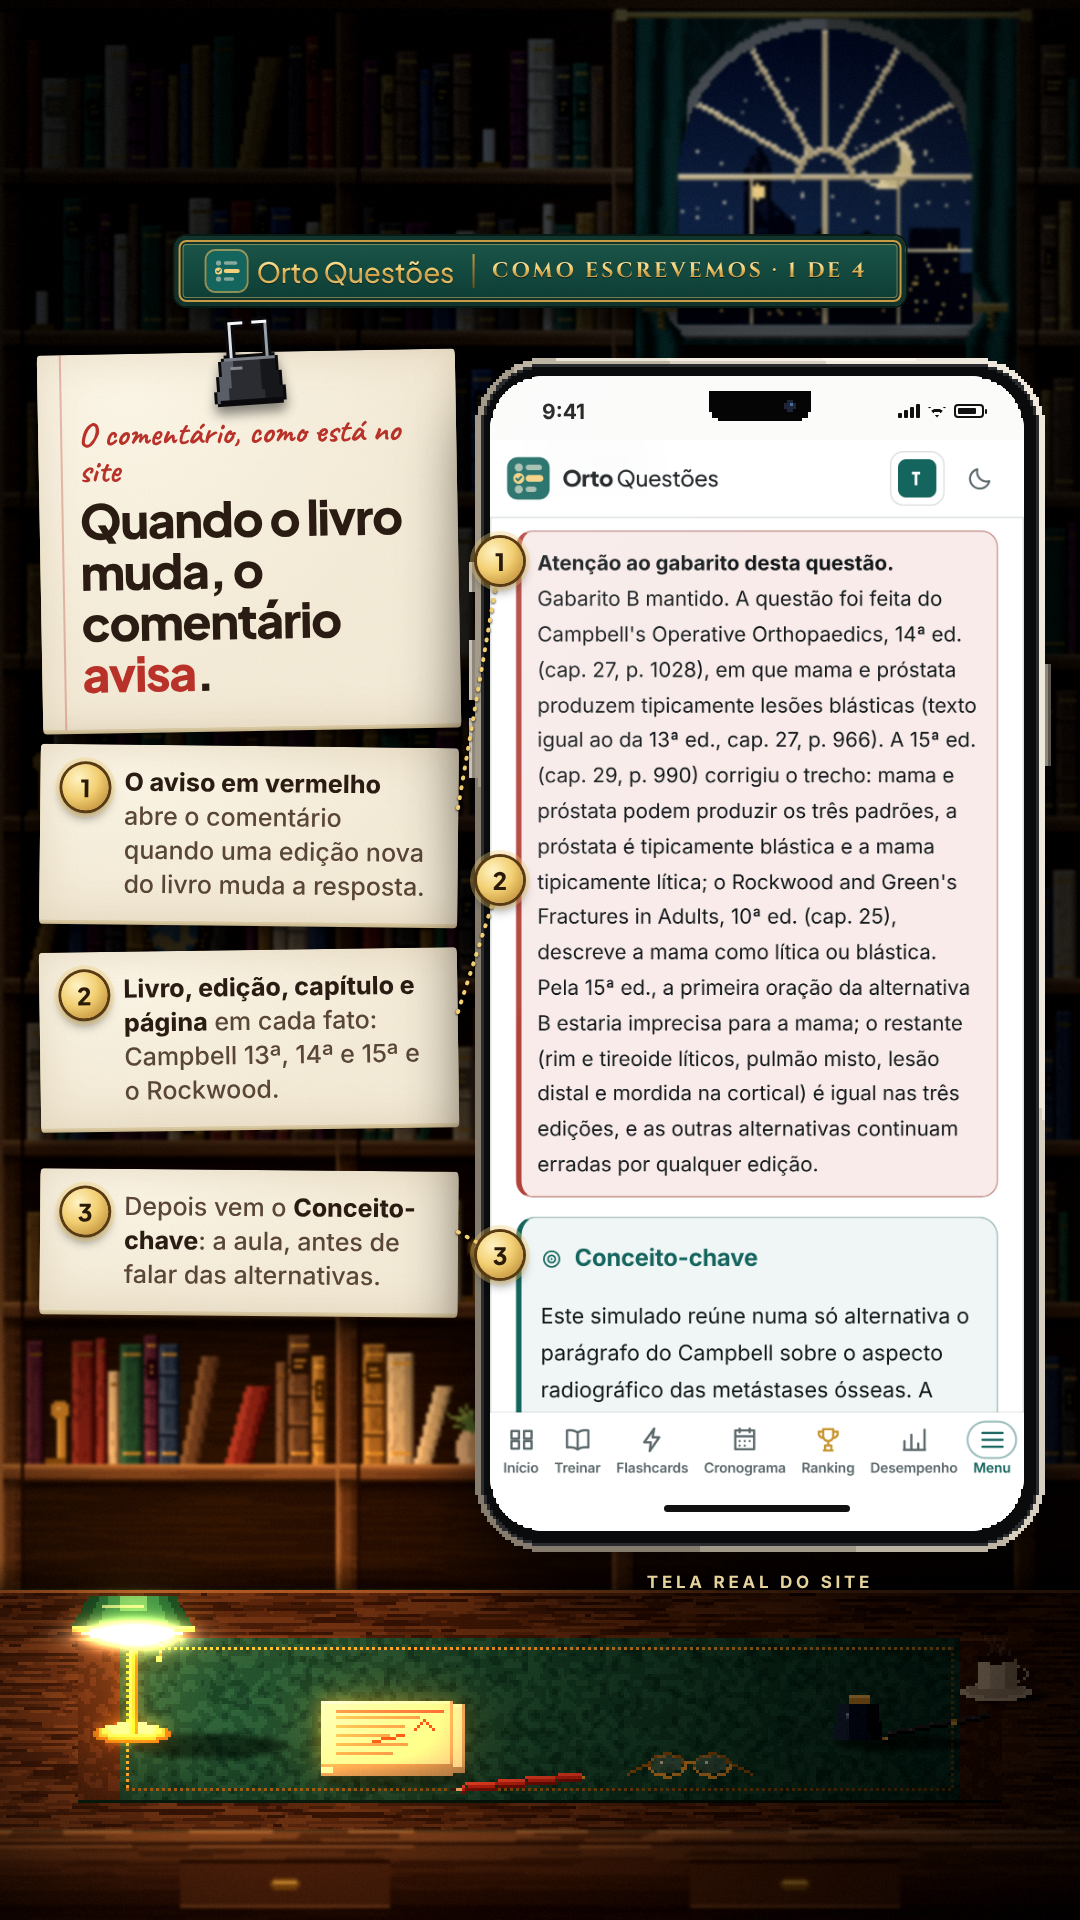 Orto Questões
COMO ESCREVEMOS · 1 DE 4
O comentário, como está no
site
Quando o livro
muda, o
comentário
avisa.
1
O aviso em vermelho
abre o comentário
quando uma edição nova
do livro muda a resposta.
2
Livro, edição, capítulo e
página em cada fato:
Campbell 13ª, 14ª e 15ª e
o Rockwood.
3
Depois vem o Conceito-
chave: a aula, antes de
falar das alternativas.
9:41
Orto Questões
T
1
Atenção ao gabarito desta questão.
Gabarito B mantido. A questão foi feita do
Campbell's Operative Orthopaedics, 14ª ed.
(cap. 27, p. 1028), em que mama e próstata
produzem tipicamente lesões blásticas (texto
igual ao da 13ª ed., cap. 27, p. 966). A 15ª ed.
(cap. 29, p. 990) corrigiu o trecho: mama e
próstata podem produzir os três padrões, a
próstata é tipicamente blástica e a mama
2
tipicamente lítica; o Rockwood and Green's
Fractures in Adults, 10ª ed. (cap. 25),
descreve a mama como lítica ou blástica.
Pela 15ª ed., a primeira oração da alternativa
B estaria imprecisa para a mama; o restante
(rim e tireoide líticos, pulmão misto, lesão
distal e mordida na cortical) é igual nas três
edições, e as outras alternativas continuam
erradas por qualquer edição.
3
Conceito-chave
Este simulado reúne numa só alternativa o
parágrafo do Campbell sobre o aspecto
radiográfico das metástases ósseas. A
Início
Treinar
Flashcards
Cronograma
Ranking
Desempenho
Menu
TELA REAL DO SITE